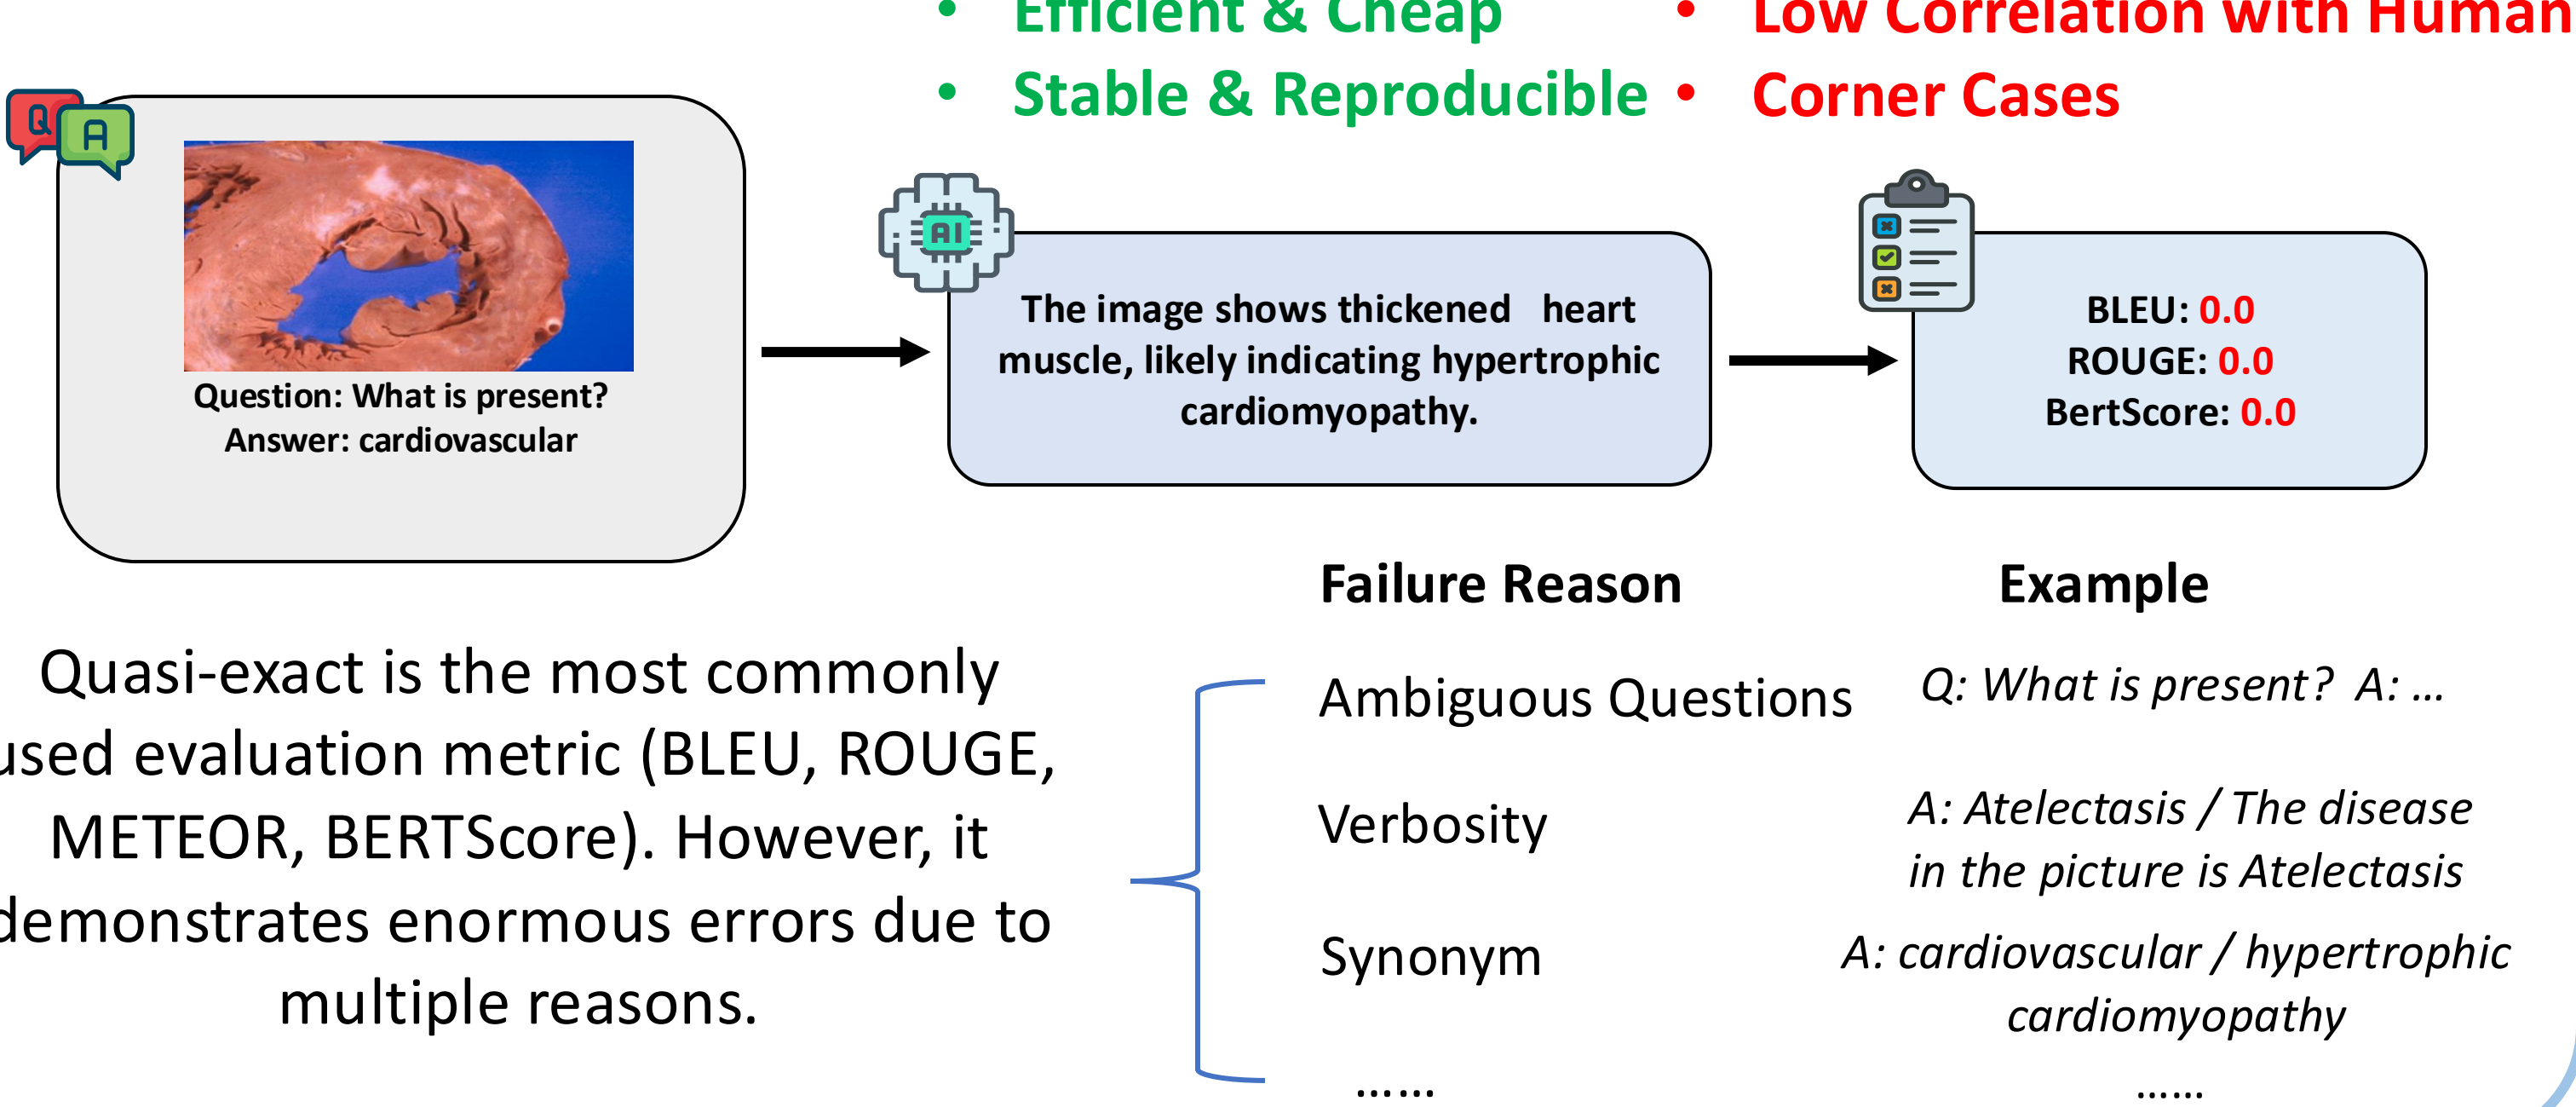 • Efficient & Cheap
• Low Correlation with Human
• Stable & Reproducible
• Corner Cases
Q
A
Question: What is present?
Answer: cardiovascular
AI
The image shows thickened heart
muscle, likely indicating hypertrophic
cardiomyopathy.
BLEU: 0.0
ROUGE: 0.0
BertScore: 0.0
Quasi-exact is the most commonly
used evaluation metric (BLEU, ROUGE,
METEOR, BERTScore). However, it
demonstrates enormous errors due to
multiple reasons.
Failure Reason
Example
Ambiguous Questions
Q: What is present? A: ...
Verbosity
A: Atelectasis / The disease
in the picture is Atelectasis
Synonym
A: cardiovascular / hypertrophic
cardiomyopathy
......
......